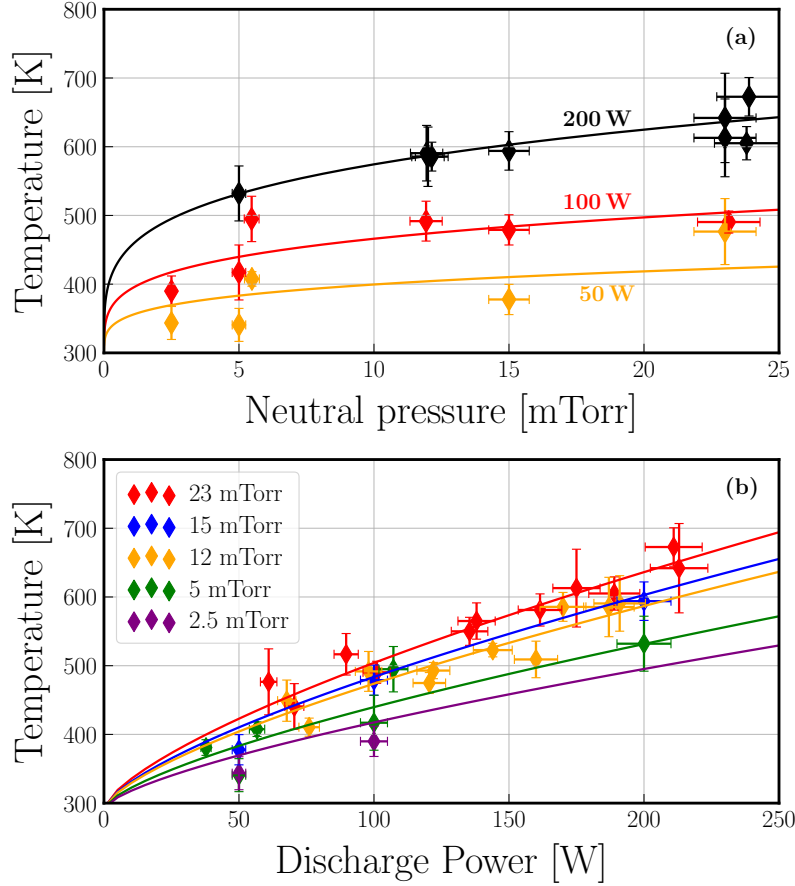 800
(a)
700
200 W
600
500
100 W
400
50 W
300
0
5
10
15
20
25
Temperature [K]
Neutral pressure [mTorr]
800
(b)
23 mTorr
700
15 mTorr
12 mTorr
600
5 mTorr
2.5 mTorr
500
400
300
0
50
100
150
200
250
Temperature [K]
Discharge Power [W]